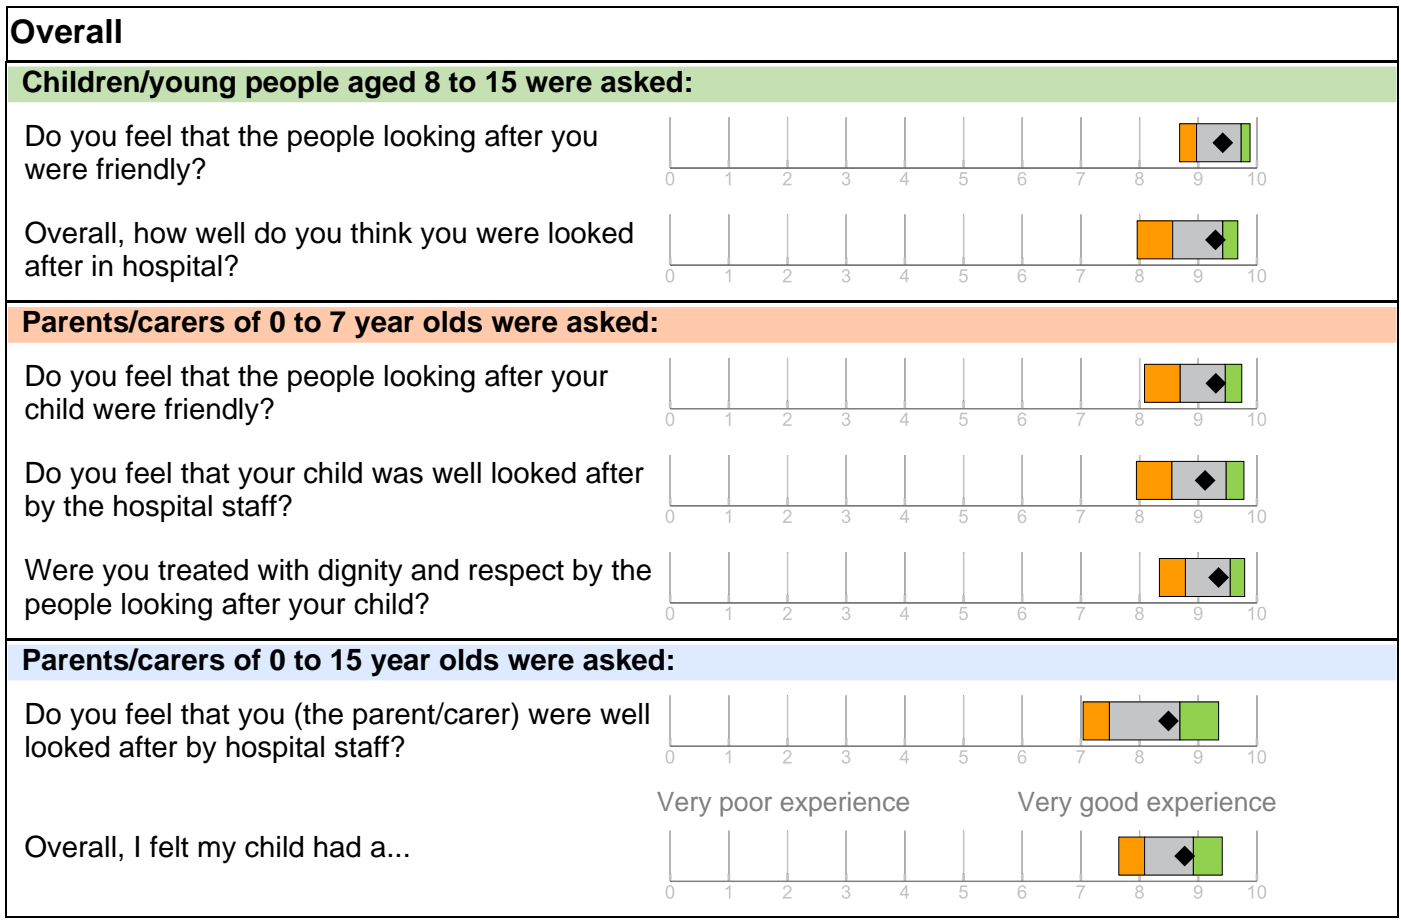 Overall
Children/young people aged 8 to 15 were asked:
Do you feel that the people looking after you
were friendly?
0 1 2 3 4 5 6 7 8 9 10
Overall, how well do you think you were looked
after in hospital?
0 1 2 3 4 5 6 7 8 9 10
Parents/carers of 0 to 7 year olds were asked:
Do you feel that the people looking after your
child were friendly?
0 1 2 3 4 5 6 7 8 9 10
Do you feel that your child was well looked after
by the hospital staff?
0 1 2 3 4 5 6 7 8 9 10
Were you treated with dignity and respect by the
people looking after your child?
0 1 2 3 4 5 6 7 8 9 10
Parents/carers of 0 to 15 year olds were asked:
Do you feel that you (the parent/carer) were well
looked after by hospital staff?
0 1 2 3 4 5 6 7 8 9 10
Very poor experience Very good experience
Overall, I felt my child had a...
0 1 2 3 4 5 6 7 8 9 10